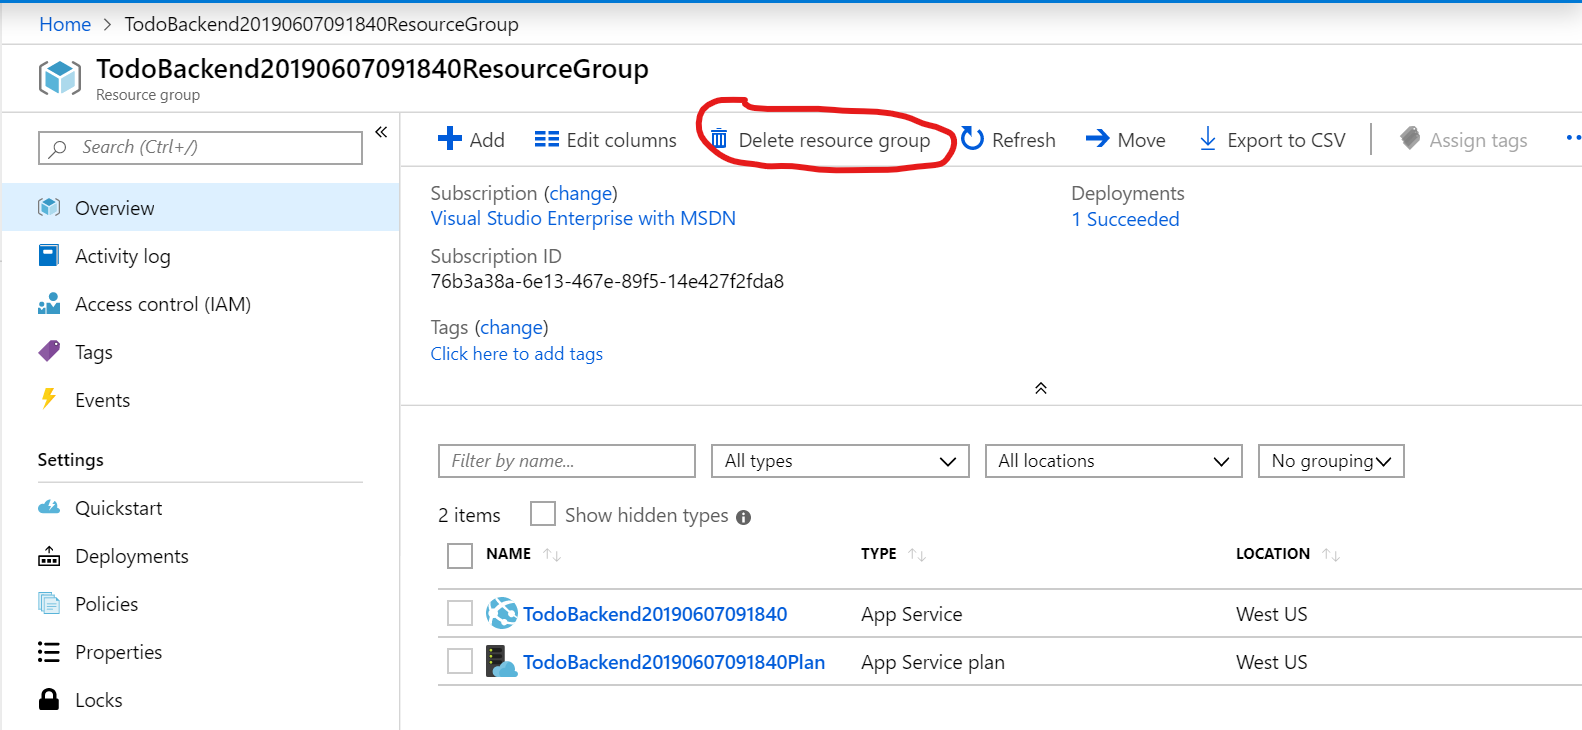 Home > TodoBackend20190607091840ResourceGroup
TodoBackend20190607091840ResourceGroup
Resource group
Search (Ctrl+/)
Overview
Activity log
Access control (IAM)
Tags
Events
Settings
Quickstart
Deployments
Policies
Properties
Locks
Add Edit columns Delete resource group Refresh Move Export to CSV Assign tags
Subscription (change)
Visual Studio Enterprise with MSDN
Subscription ID
76b3a38a-6e13-467e-89f5-14e427f2fda8
Tags (change)
Click here to add tags
Deployments
1 Succeeded
Filter by name... All types All locations No grouping
2 items Show hidden types
NAME TYPE LOCATION
TodoBackend20190607091840 App Service West US
TodoBackend20190607091840Plan App Service plan West US